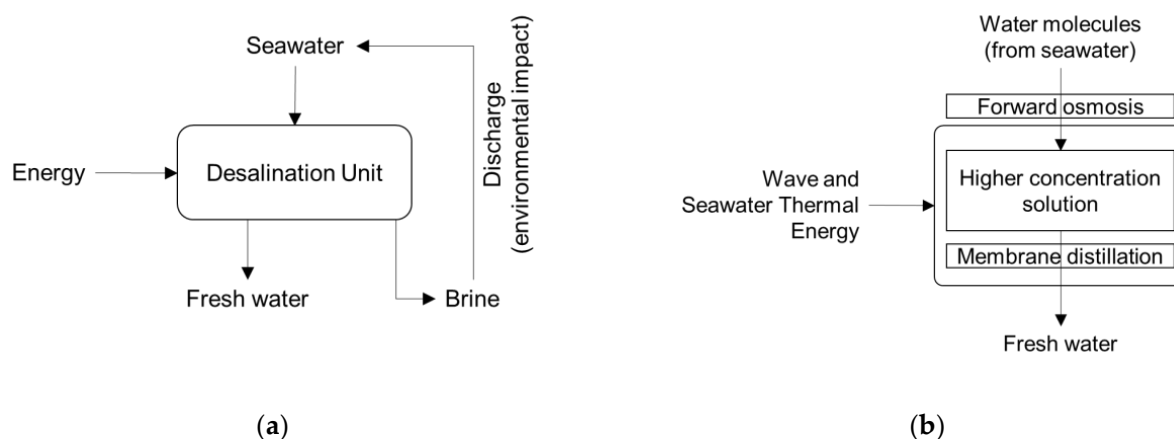 Seawater
Energy
Desalination Unit
Discharge
(environmental impact)
Fresh water
Brine
(a)
Water molecules
(from seawater)
Forward osmosis
Wave and
Seawater Thermal
Energy
Higher concentration
solution
Membrane distillation
Fresh water
(b)